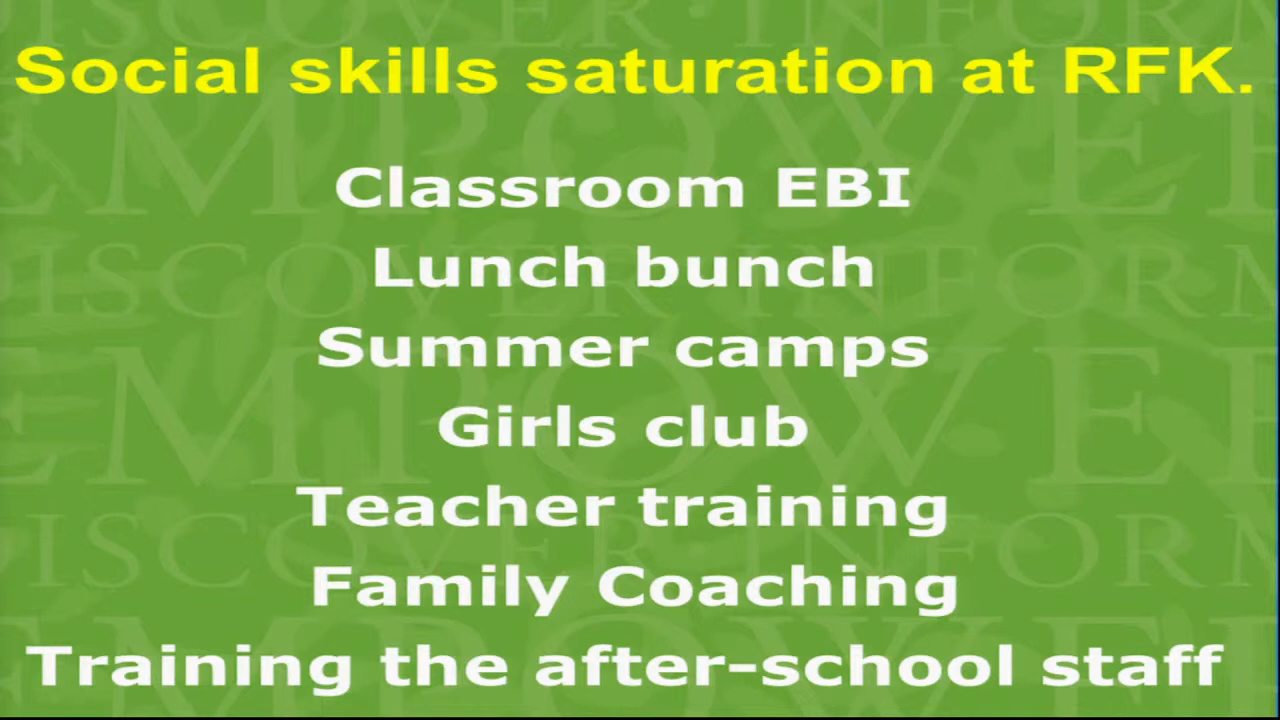 Social skills saturation at RFK.
Classroom EBI
Lunch bunch
Summer camps
Girls club
Teacher training
Family Coaching
Training the after-school staff